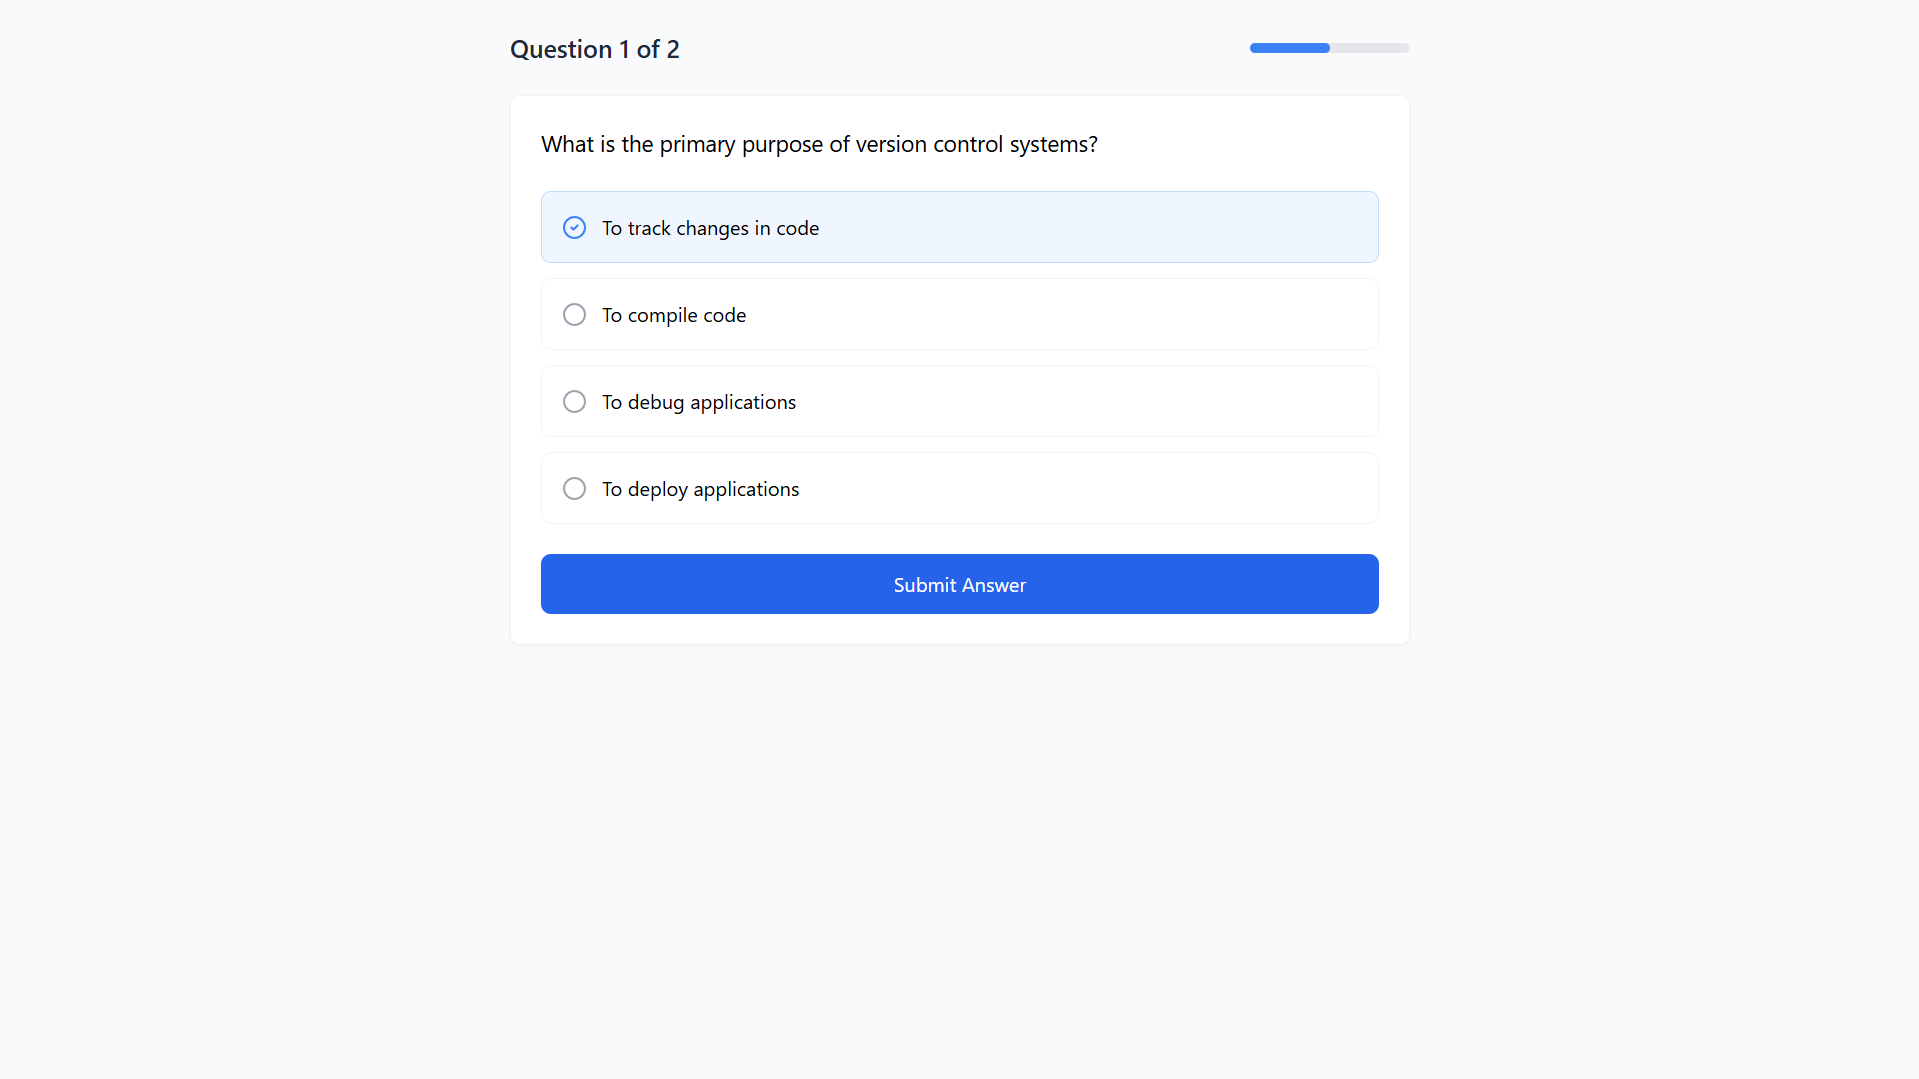 Question 1 of 2
What is the primary purpose of version control systems?
To track changes in code
To compile code
To debug applications
To deploy applications
Submit Answer